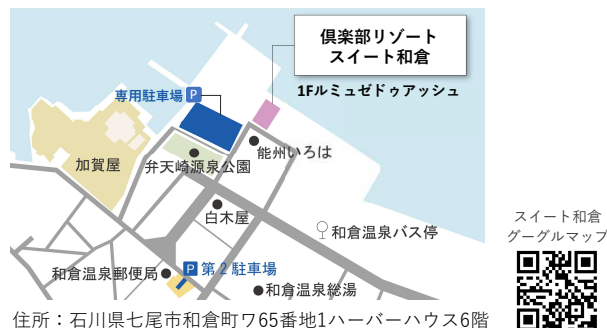 倶楽部リゾート
スイート和倉
1Fルミュゼドゥアッシュ
専用駐車場 P
加賀屋
弁天崎源泉公園
能州いろは
白木屋
和倉温泉バス停
和倉温泉郵便局
P 第2駐車場
和倉温泉総湯
スイート和倉
グーグルマップ
住所：石川県七尾市和倉町ワ65番地1ハーバーハウス6階